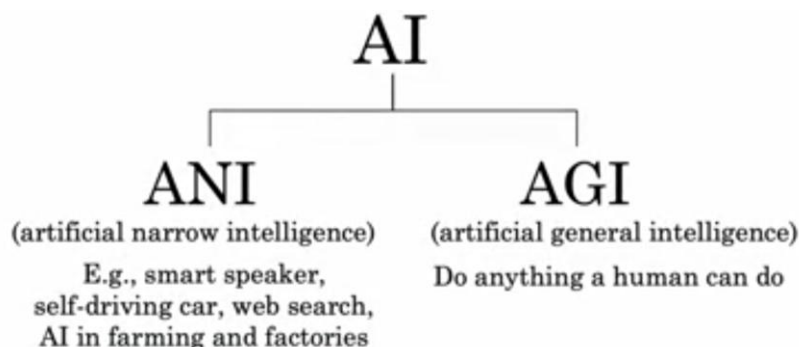 AI
ANI
AGI
(artificial narrow intelligence)
(artificial general intelligence)
E.g., smart speaker,
self-driving car, web search,
AI in farming and factories
Do anything a human can do